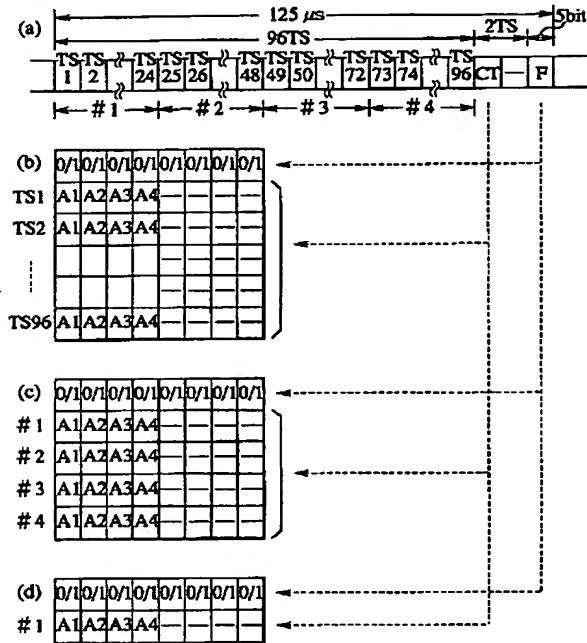 125 µs
(a) 96TS 2TS 5bit
TS 1 TS 2 TS 24 TS 25 TS 26 TS 48 TS 49 TS 50 TS 72 TS 73 TS 74 TS 96 CT — F
#1 #2 #3 #4
(b) 0/1 0/1 0/1 0/1 0/1 0/1 0/1 0/1
TS1 A1 A2 A3 A4 — — — —
TS2 A1 A2 A3 A4 — — — —
— — — —
— — — —
TS96 A1 A2 A3 A4 — — — —
(c) 0/1 0/1 0/1 0/1 0/1 0/1 0/1 0/1
#1 A1 A2 A3 A4 — — — —
#2 A1 A2 A3 A4 — — — —
#3 A1 A2 A3 A4 — — — —
#4 A1 A2 A3 A4 — — — —
(d) 0/1 0/1 0/1 0/1 0/1 0/1 0/1 0/1
#1 A1 A2 A3 A4 — — — —